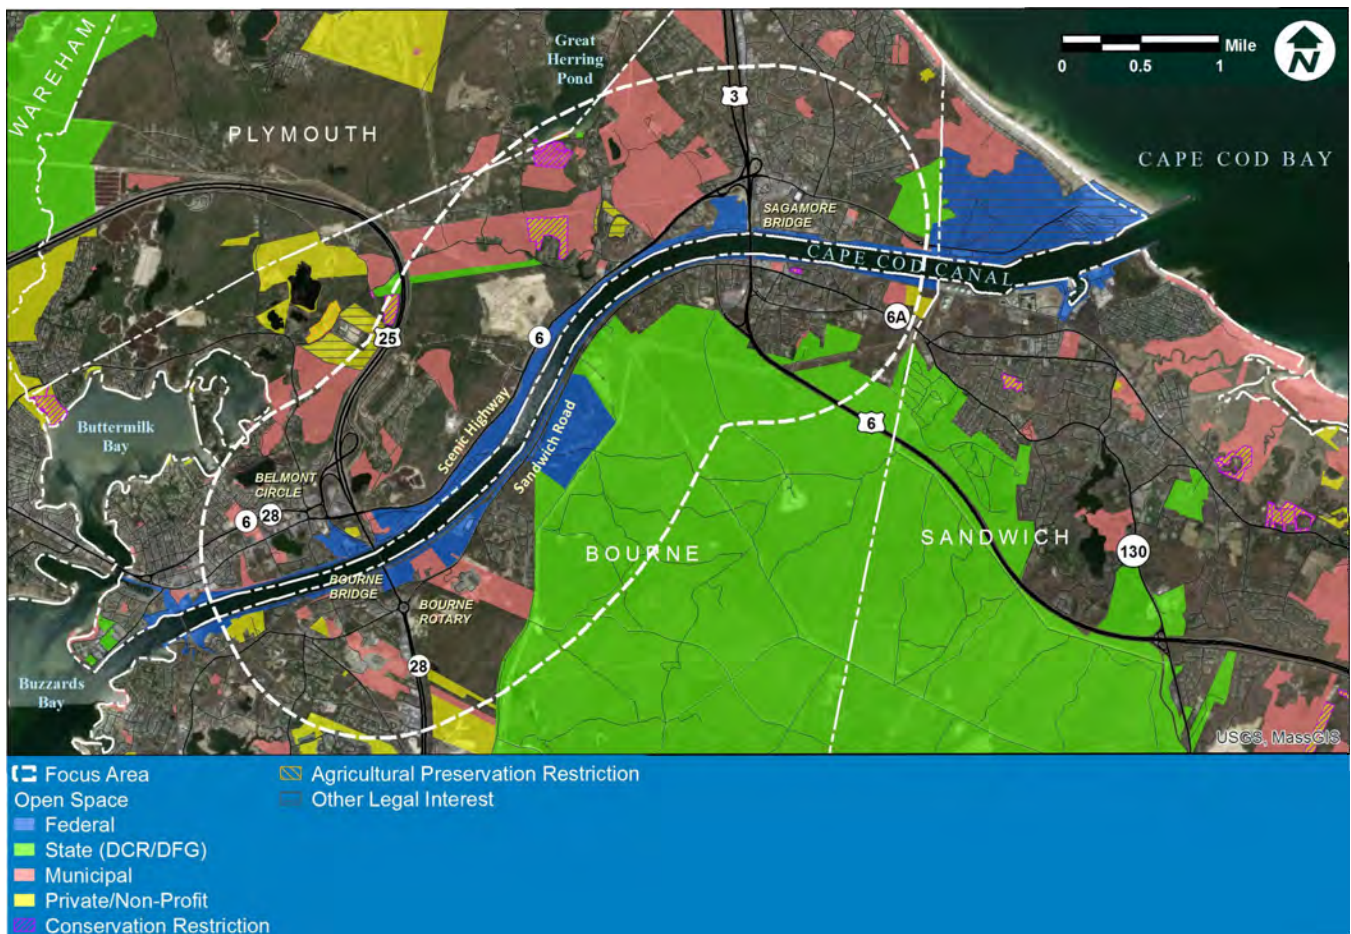 WAREHAM
PLYMOUTH
Great
Herring
Pond
3
Mile
0
0.5
1
N
CAPE COD BAY
SAGAMORE
BRIDGE
CAPE COD CANAL
6
6A
25
Scenic Highway
Sandwich Road
6
Buttermilk
Bay
BELMONT
CIRCLE
6
28
BOURNE
SANDWICH
130
BOURNE
BRIDGE
BOURNE
ROTARY
28
Buzzards
Bay
USGS, MassGIS
Focus Area
Open Space
Federal
State (DCR/DFG)
Municipal
Private/Non-Profit
Conservation Restriction
Agricultural Preservation Restriction
Other Legal Interest